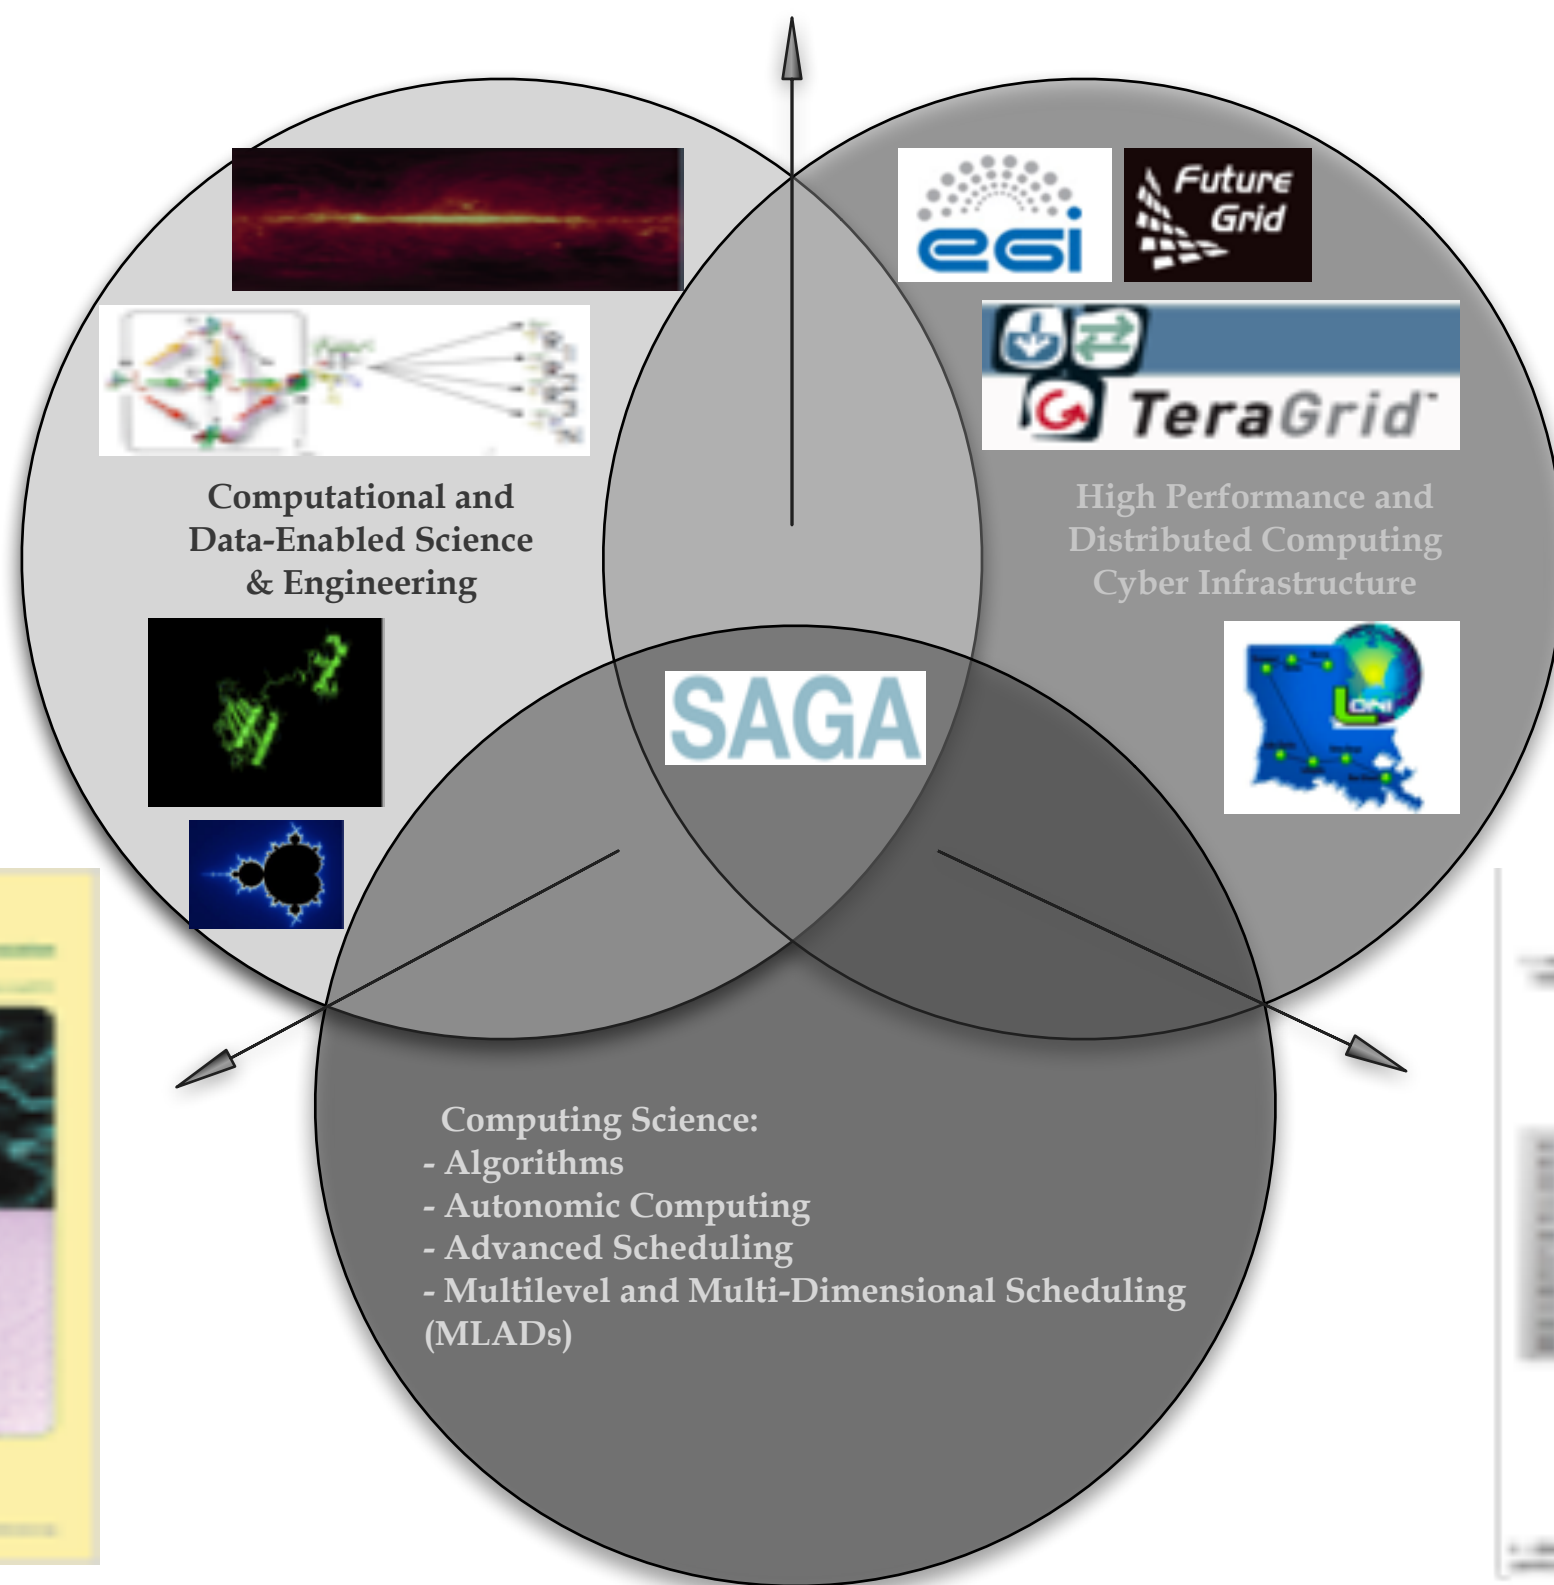 egi
Future
Grid
TeraGrid™
Computational and
Data-Enabled Science
& Engineering
High Performance and
Distributed Computing
Cyber Infrastructure
LONI
SAGA
Computing Science:
- Algorithms
- Autonomic Computing
- Advanced Scheduling
- Multilevel and Multi-Dimensional Scheduling
(MLADs)